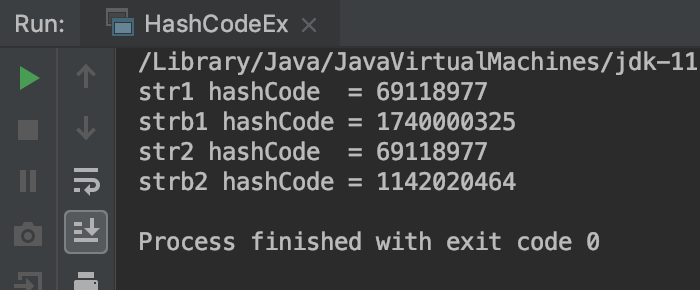 Run: HashCodeEx
/Library/Java/JavaVirtualMachines/jdk-11
str1 hashCode  = 69118977
strb1 hashCode = 1740000325
str2 hashCode  = 69118977
strb2 hashCode = 1142020464
Process finished with exit code 0